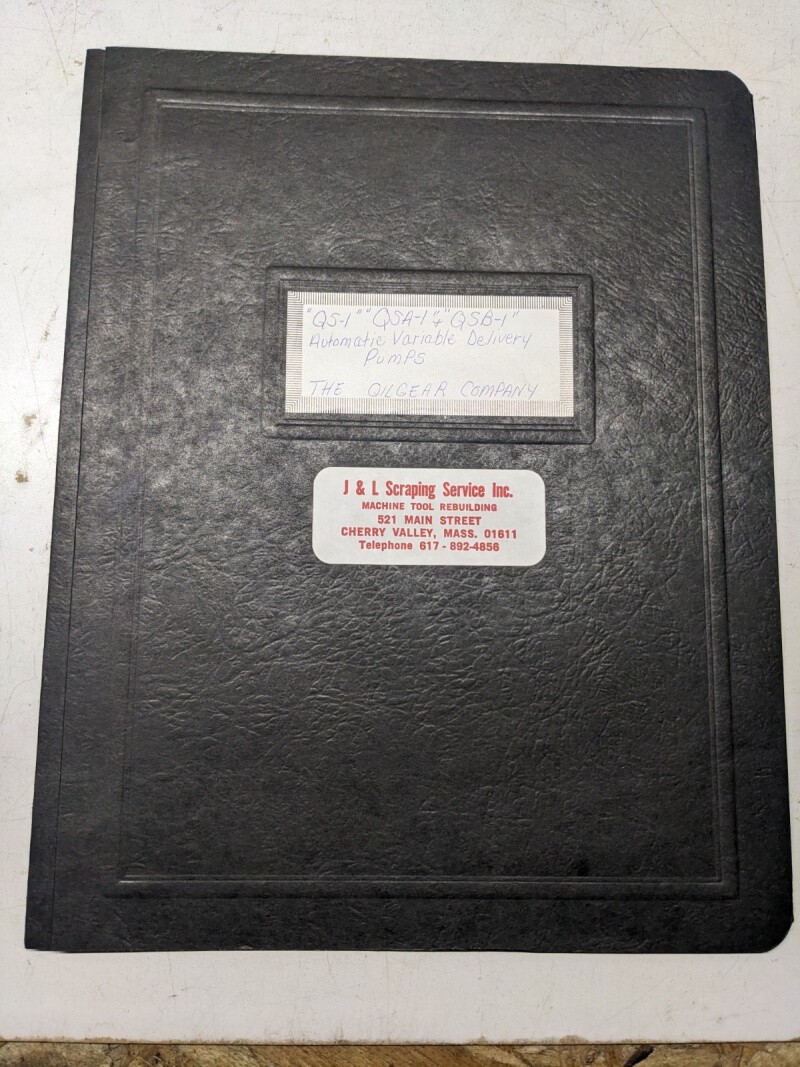 "QS-1" "QSA-1" & "QSB-1"
Automatic Variable Delivery
Pumps
THE OILGEAR COMPANY
J & L Scraping Service Inc.
MACHINE TOOL REBUILDING
521 MAIN STREET
CHERRY VALLEY, MASS. 01611
Telephone 617 - 892-4856